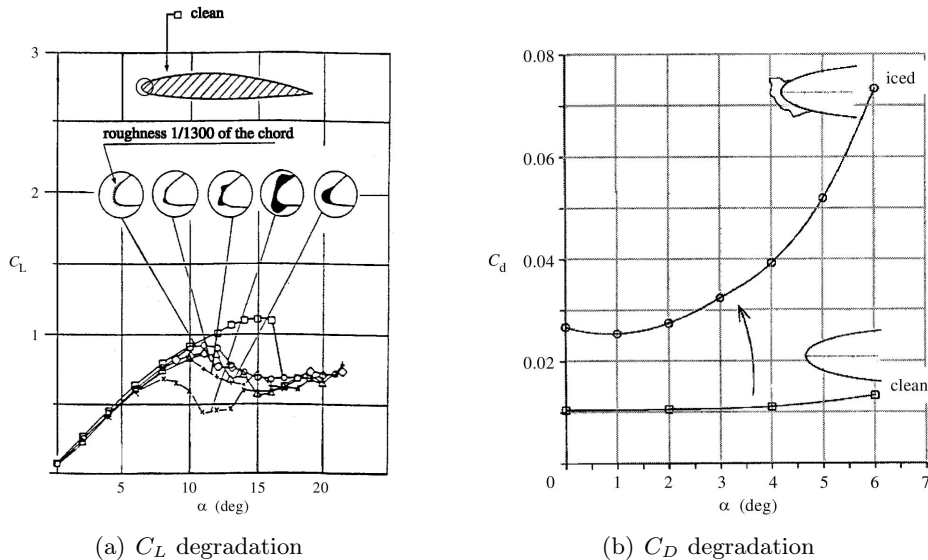 clean
3
roughness 1/1300 of the chord
2
C_L
1
5
10
15
20
α (deg)
(a) C_L degradation
0.08
iced
0.06
C_d
0.04
0.02
clean
0
0 1 2 3 4 5 6 7
α (deg)
(b) C_D degradation